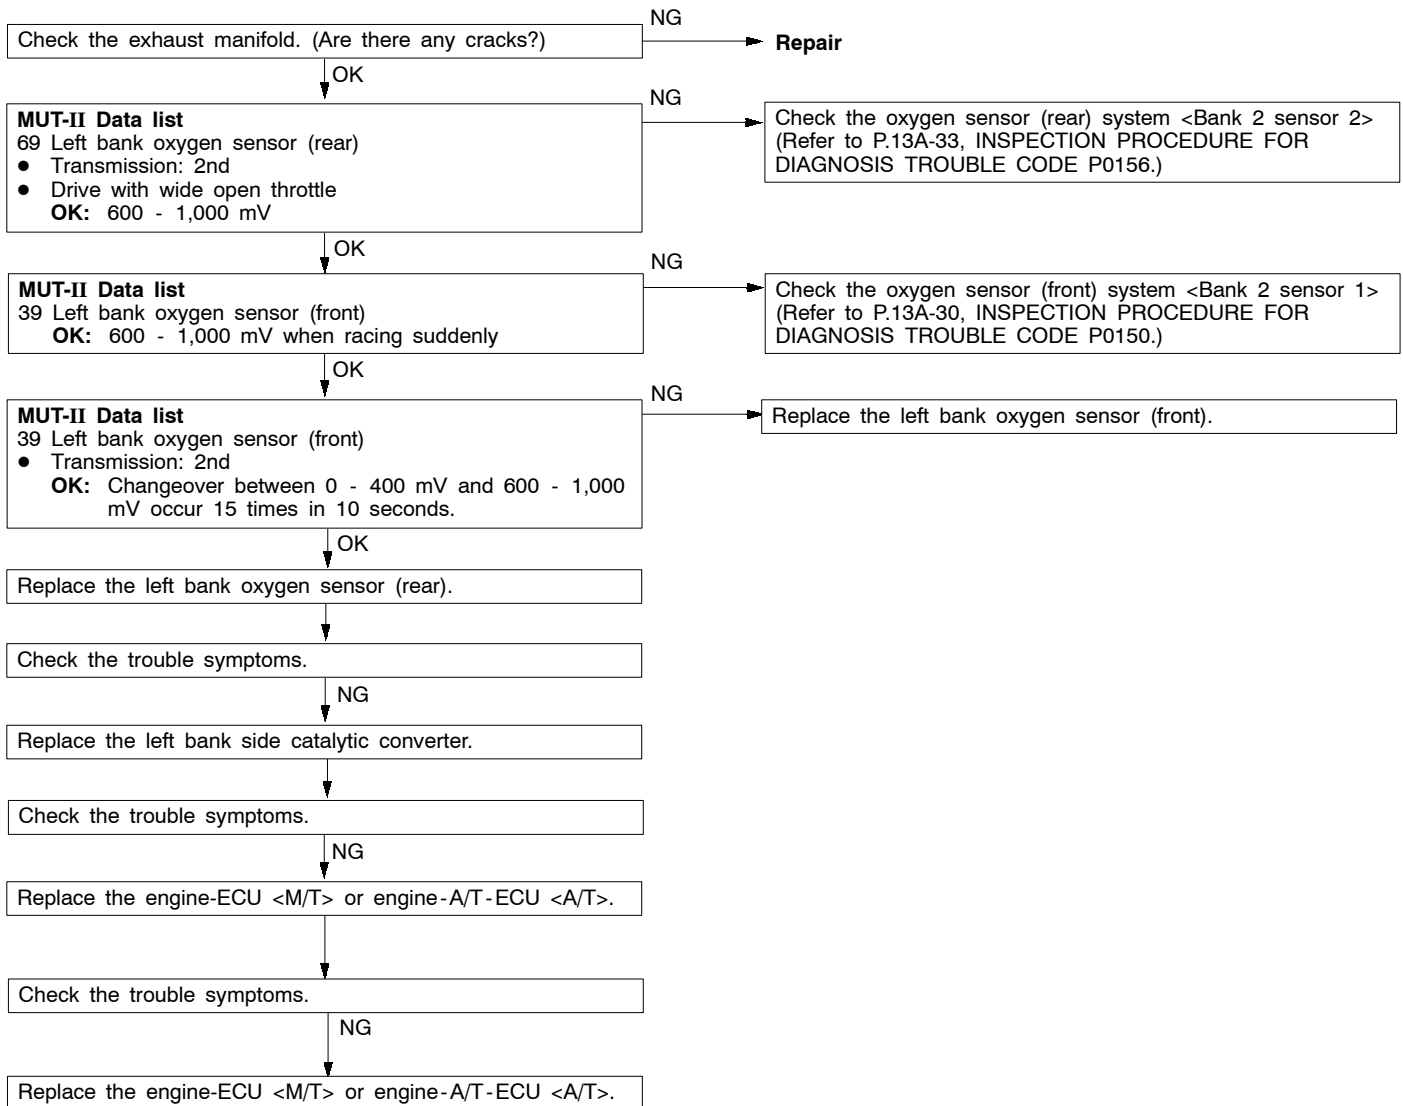 NG
Check the exhaust manifold. (Are there any cracks?)
Repair
OK
NG
MUT-II Data list
69 Left bank oxygen sensor (rear)
● Transmission: 2nd
● Drive with wide open throttle
OK: 600 - 1,000 mV
Check the oxygen sensor (rear) system <Bank 2 sensor 2>
(Refer to P.13A-33, INSPECTION PROCEDURE FOR
DIAGNOSIS TROUBLE CODE P0156.)
OK
NG
MUT-II Data list
39 Left bank oxygen sensor (front)
OK: 600 - 1,000 mV when racing suddenly
Check the oxygen sensor (front) system <Bank 2 sensor 1>
(Refer to P.13A-30, INSPECTION PROCEDURE FOR
DIAGNOSIS TROUBLE CODE P0150.)
OK
NG
MUT-II Data list
39 Left bank oxygen sensor (front)
● Transmission: 2nd
OK: Changeover between 0 - 400 mV and 600 - 1,000
mV occur 15 times in 10 seconds.
Replace the left bank oxygen sensor (front).
OK
Replace the left bank oxygen sensor (rear).
Check the trouble symptoms.
NG
Replace the left bank side catalytic converter.
Check the trouble symptoms.
NG
Replace the engine-ECU <M/T> or engine-A/T-ECU <A/T>.
Check the trouble symptoms.
NG
Replace the engine-ECU <M/T> or engine-A/T-ECU <A/T>.